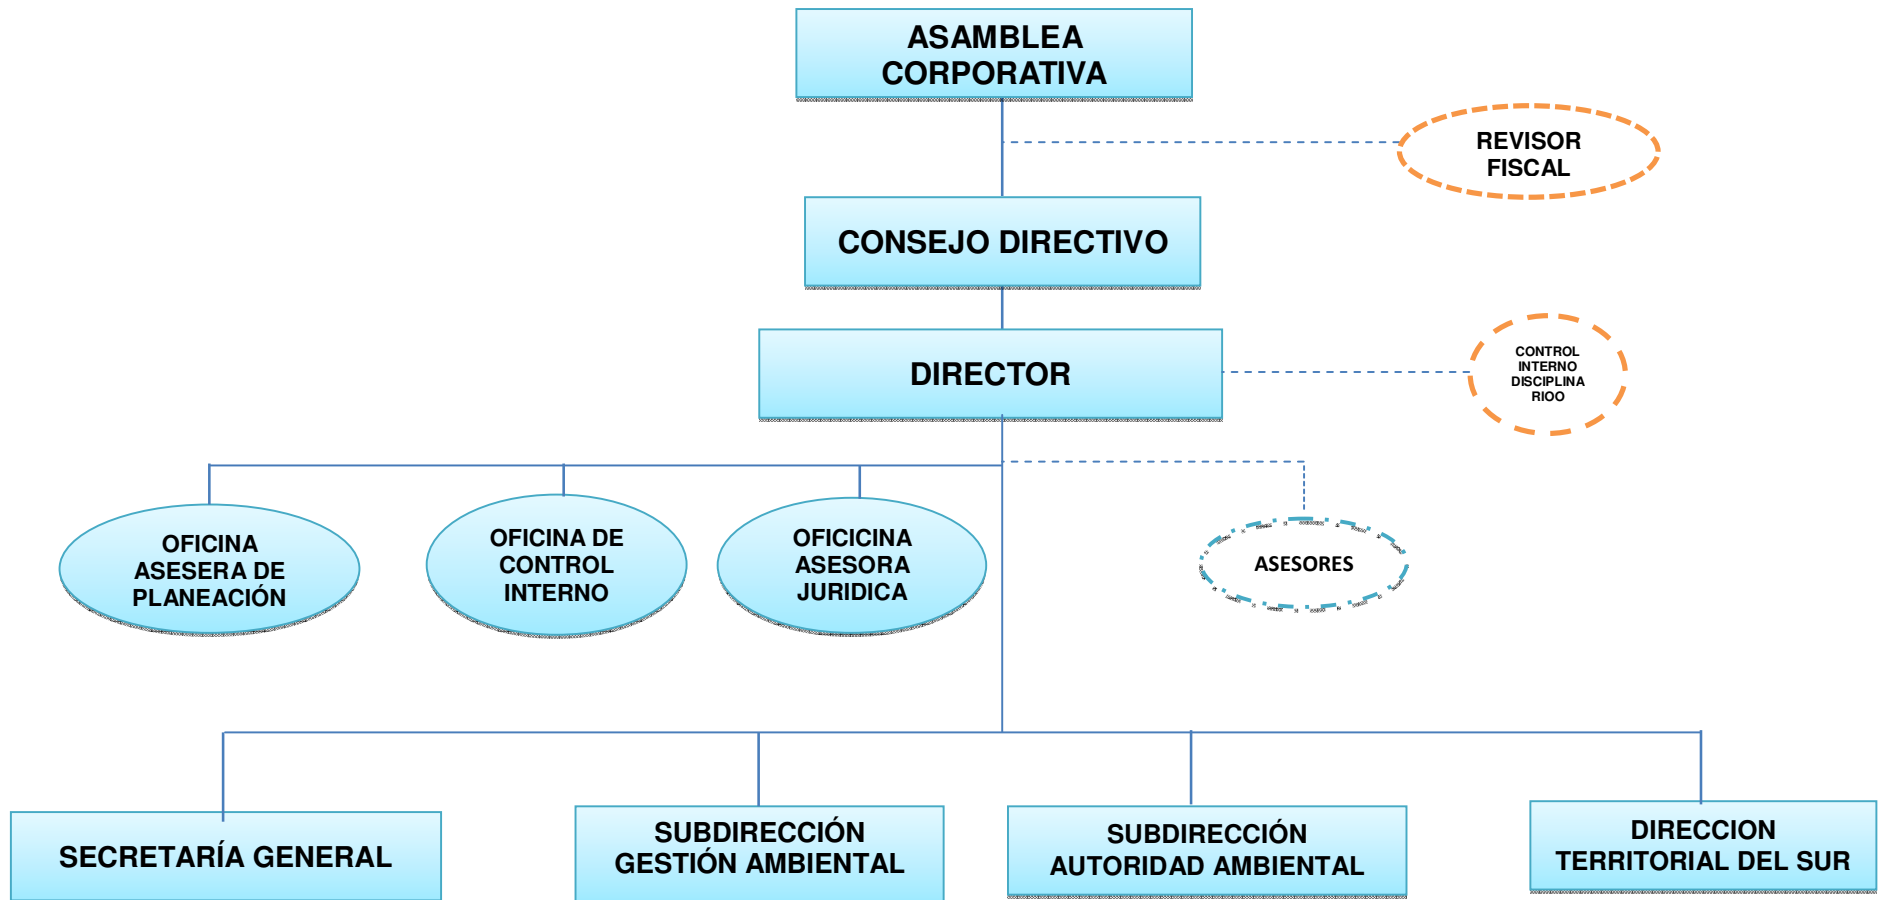 ASAMBLEA
CORPORATIVA
REVISOR
FISCAL
CONSEJO DIRECTIVO
DIRECTOR
CONTROL
INTERNO
DISCIPLINA
RIOO
OFICINA
ASESERA DE
PLANEACIÓN
OFICINA DE
CONTROL
INTERNO
OFICICINA
ASESORA
JURIDICA
ASESORES
SECRETARÍA GENERAL
SUBDIRECCIÓN
GESTIÓN AMBIENTAL
SUBDIRECCIÓN
AUTORIDAD AMBIENTAL
DIRECCION
TERRITORIAL DEL SUR